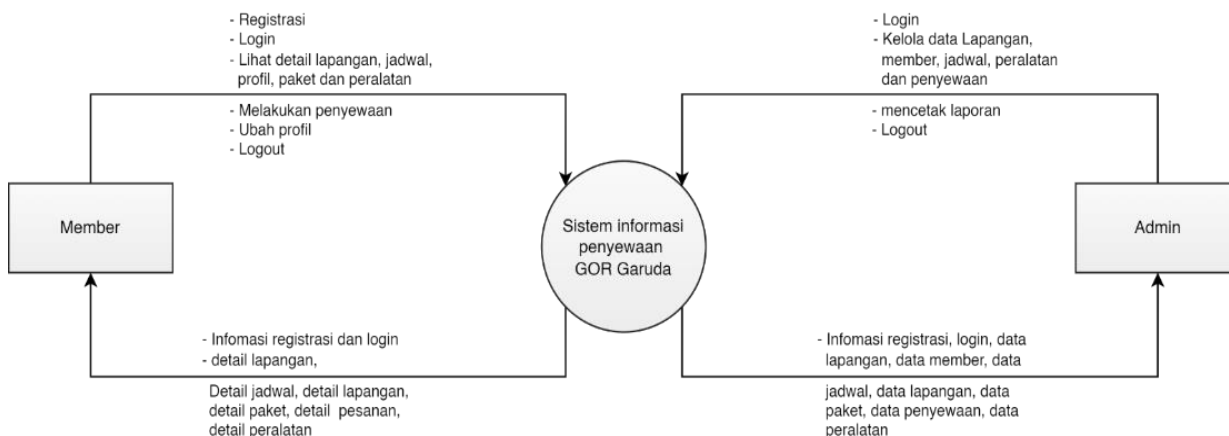 - Registrasi
- Login
- Lihat detail lapangan, jadwal,
profil, paket dan peralatan
- Melakukan penyewaan
- Ubah profil
- Logout
- Login
- Kelola data Lapangan,
member, jadwal, peralatan
dan penyewaan
- mencetak laporan
- Logout
Member
Sistem informasi
penyewaan
GOR Garuda
Admin
- Infomasi registrasi dan login
- detail lapangan,
Detail jadwal, detail lapangan,
detail paket, detail pesanan,
detail peralatan
- Infomasi registrasi, login, data
lapangan, data member, data
jadwal, data lapangan, data
paket, data penyewaan, data
peralatan